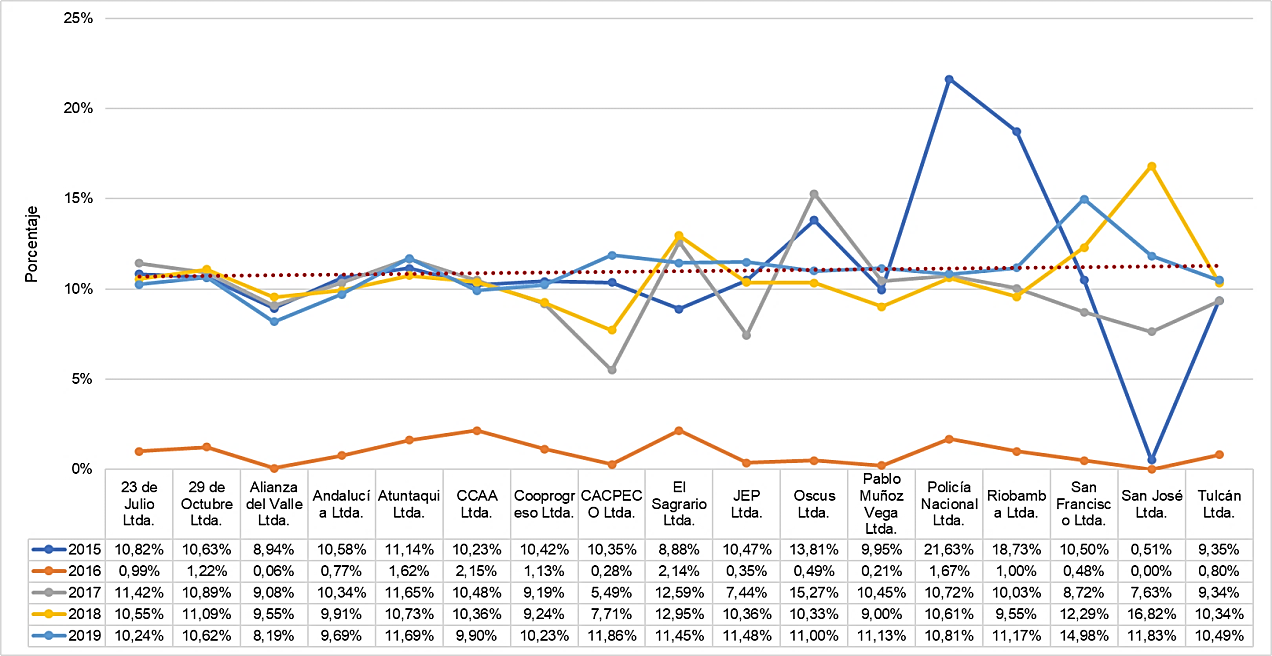 25%
20%
15%
10%
5%
0%
Porcentaje
23 de Julio Ltda. 29 de Octubre Ltda. Alianza del Valle Ltda. Andalucí a Ltda. Atuntaqui Ltda. CCAA Ltda. Cooprogr eso Ltda. CACPEC O Ltda. El Sagrario Ltda. JEP Ltda. Oscus Ltda. Pablo Muñoz Vega Ltda. Policía Nacional Ltda. Riobamb a Ltda. San Francisc o Ltda. San José Ltda. Tulcán Ltda.
2015 10,82% 10,63% 8,94% 10,58% 11,14% 10,23% 10,42% 10,35% 8,88% 10,47% 13,81% 9,95% 21,63% 18,73% 10,50% 0,51% 9,35%
2016 0,99% 1,22% 0,06% 0,77% 1,62% 2,15% 1,13% 0,28% 2,14% 0,35% 0,49% 0,21% 1,67% 1,00% 0,48% 0,00% 0,80%
2017 11,42% 10,89% 9,08% 10,34% 11,65% 10,48% 9,19% 5,49% 12,59% 7,44% 15,27% 10,45% 10,72% 10,03% 8,72% 7,63% 9,34%
2018 10,55% 11,09% 9,55% 9,91% 10,73% 10,36% 9,24% 7,71% 12,95% 10,36% 10,33% 9,00% 10,61% 9,55% 12,29% 16,82% 10,34%
2019 10,24% 10,62% 8,19% 9,69% 11,69% 9,90% 10,23% 11,86% 11,45% 11,48% 11,00% 11,13% 10,81% 11,17% 14,98% 11,83% 10,49%